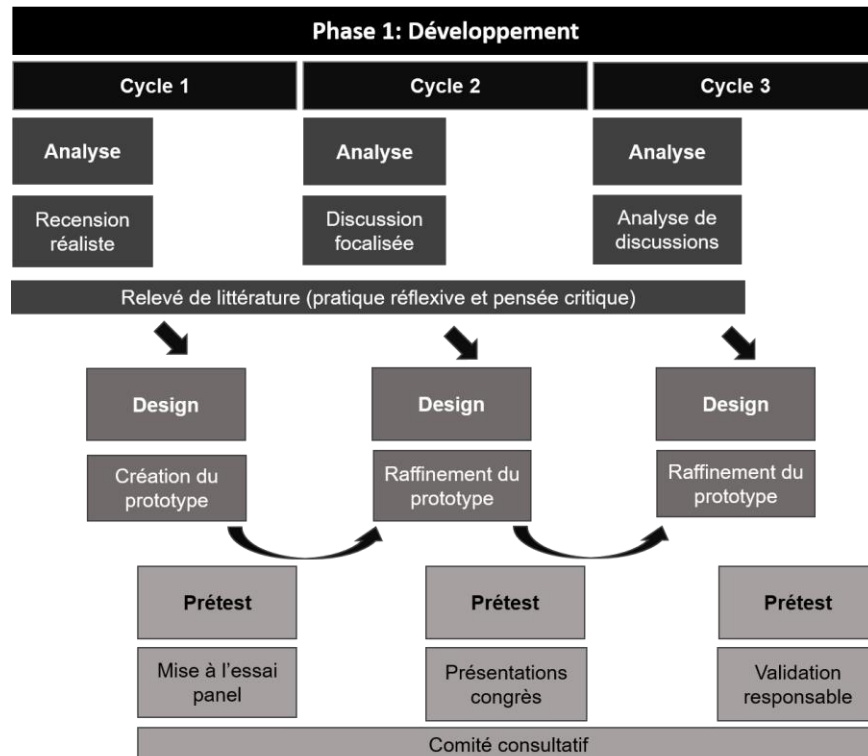 Phase 1: Développement
Cycle 1
Cycle 2
Cycle 3
Analyse
Analyse
Analyse
Recension
réaliste
Discussion
focalisée
Analyse de
discussions
Relevé de littérature (pratique réflexive et pensée critique)
Design
Design
Design
Création du
prototype
Raffinement du
prototype
Raffinement du
prototype
Prétest
Prétest
Prétest
Mise à l'essai
panel
Présentations
congrès
Validation
responsable
Comité consultatif